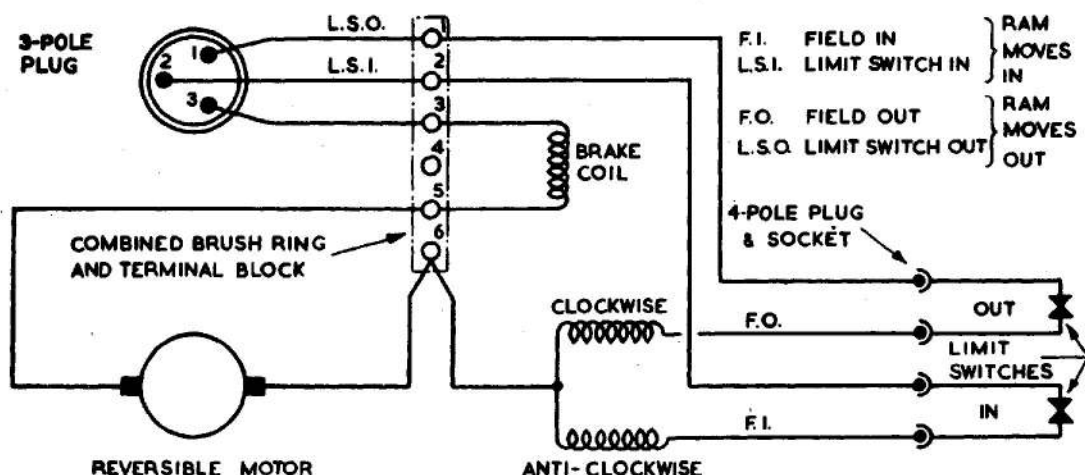 3-POLE
PLUG
1
2
3
L.S.O.
L.S.I.
1
2
3
4
5
6
F.I. FIELD IN
L.S.I. LIMIT SWITCH IN
RAM
MOVES
IN
F.O. FIELD OUT
L.S.O. LIMIT SWITCH OUT
RAM
MOVES
OUT
BRAKE
COIL
4-POLE PLUG
& SOCKET
COMBINED BRUSH RING
AND TERMINAL BLOCK
CLOCKWISE
F.O.
OUT
LIMIT
SWITCHES
IN
F.I.
REVERSIBLE MOTOR
ANTI-CLOCKWISE